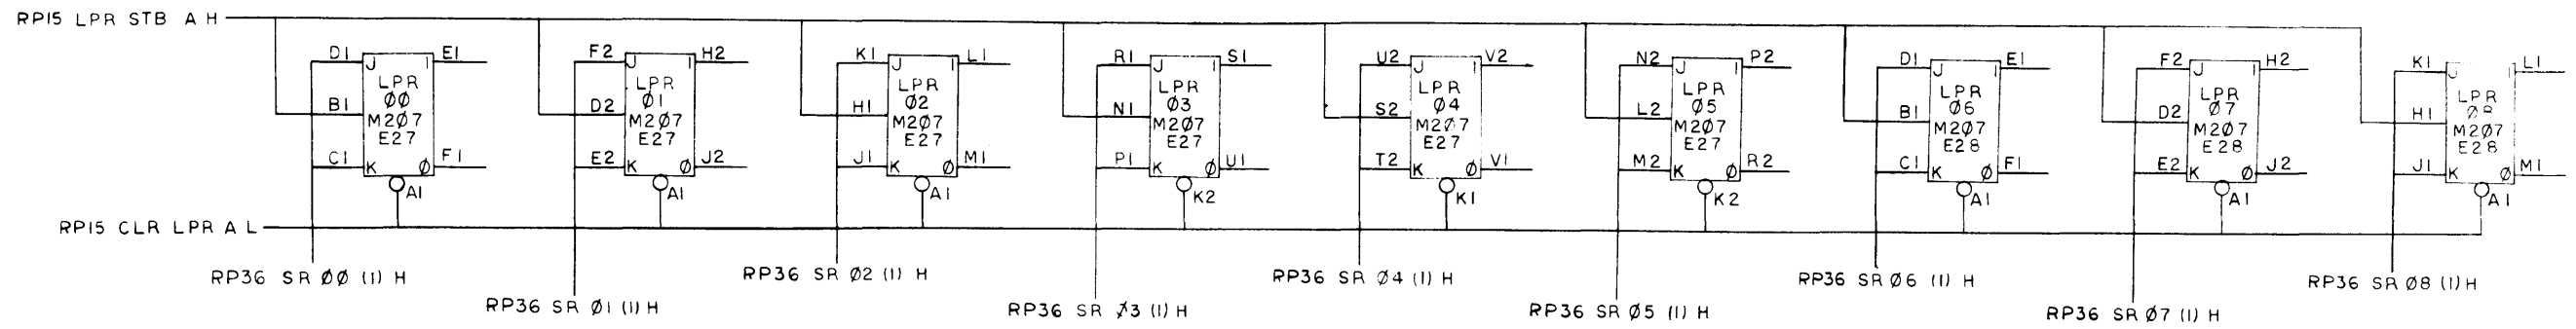 RP15 LPR STB A H
D1 J 1 E1
LPR
ØØ
B1
M2Ø7
E27
C1 K Ø F1
A1
F2 J 1 H2
LPR
Ø1
D2
M2Ø7
E27
E2 K Ø J2
A1
K1 J 1 L1
LPR
Ø2
H1
M2Ø7
E27
J1 K Ø M1
A1
R1 J 1 S1
LPR
Ø3
N1
M2Ø7
E27
P1 K Ø U1
K2
U2 J 1 V2
LPR
Ø4
S2
M2Ø7
E27
T2 K Ø V1
K1
N2 J 1 P2
LPR
Ø5
L2
M2Ø7
E27
M2 K Ø R2
K2
D1 J 1 E1
LPR
Ø6
B1
M2Ø7
E28
C1 K Ø F1
A1
F2 J 1 H2
LPR
Ø7
D2
M2Ø7
E28
E2 K Ø J2
A1
K1 J 1 L1
LPR
Ø8
H1
M2Ø7
E28
J1 K Ø M1
A1
RP15 CLR LPR A L
RP36 SR ØØ (1) H
RP36 SR Ø1 (1) H
RP36 SR Ø2 (1) H
RP36 SR Ø3 (1) H
RP36 SR Ø4 (1) H
RP36 SR Ø5 (1) H
RP36 SR Ø6 (1) H
RP36 SR Ø7 (1) H
RP36 SR Ø8 (1) H